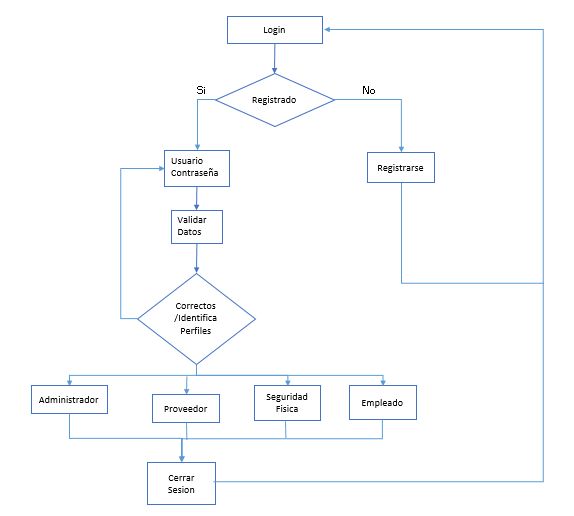 Login
Registrado
Si
No
Usuario
Contraseña
Registrarse
Validar
Datos
Correctos
/Identifica
Perfiles
Administrador
Proveedor
Seguridad
Fisica
Empleado
Cerrar
Sesion